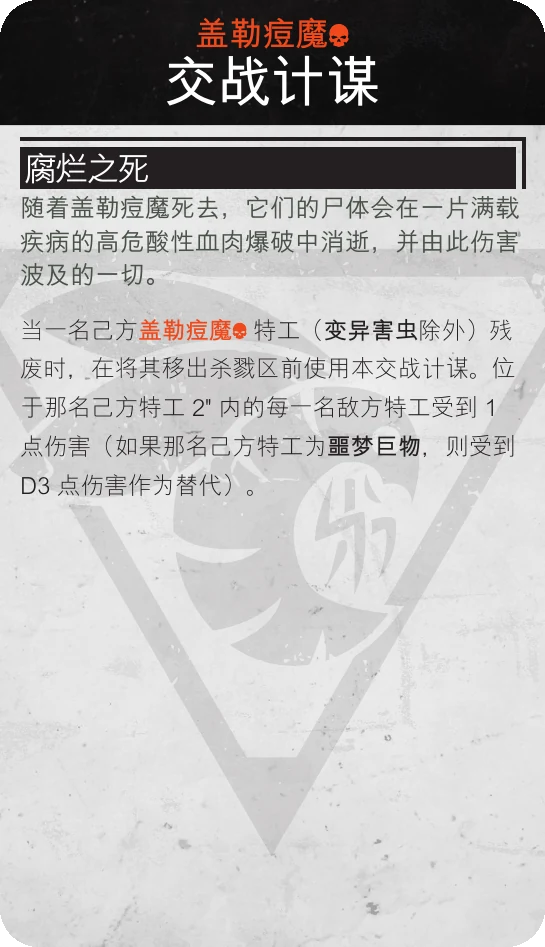 盖勒痘魔
交战计谋
腐烂之死
随着盖勒痘魔死去，它们的尸体会在一片满载
疾病的高危酸性血肉爆破中消逝，并由此伤害
波及的一切。
当一名己方盖勒痘魔 特工（变异害虫除外）残
废时，在将其移出杀戮区前使用本交战计谋。位
于那名己方特工 2" 内的每一名敌方特工受到 1
点伤害（如果那名己方特工为噩梦巨物，则受到
D3 点伤害作为替代）。